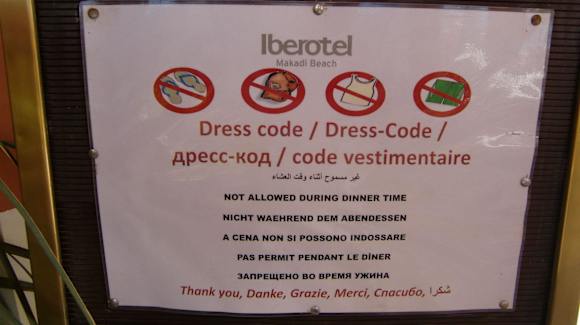 Iberotel
Makadi Beach
Dress code / Dress-Code /
дресс-код / code vestimentaire
غير مسموح أثناء وقت العشاء
NOT ALLOWED DURING DINNER TIME
NICHT WAEHREND DEM ABENDESSEN
A CENA NON SI POSSONO INDOSSARE
PAS PERMIT PENDANT LE DÎNER
ЗАПРЕЩЕНО ВО ВРЕМЯ УЖИНА
Thank you, Danke, Grazie, Merci, Спасибо, شكرا